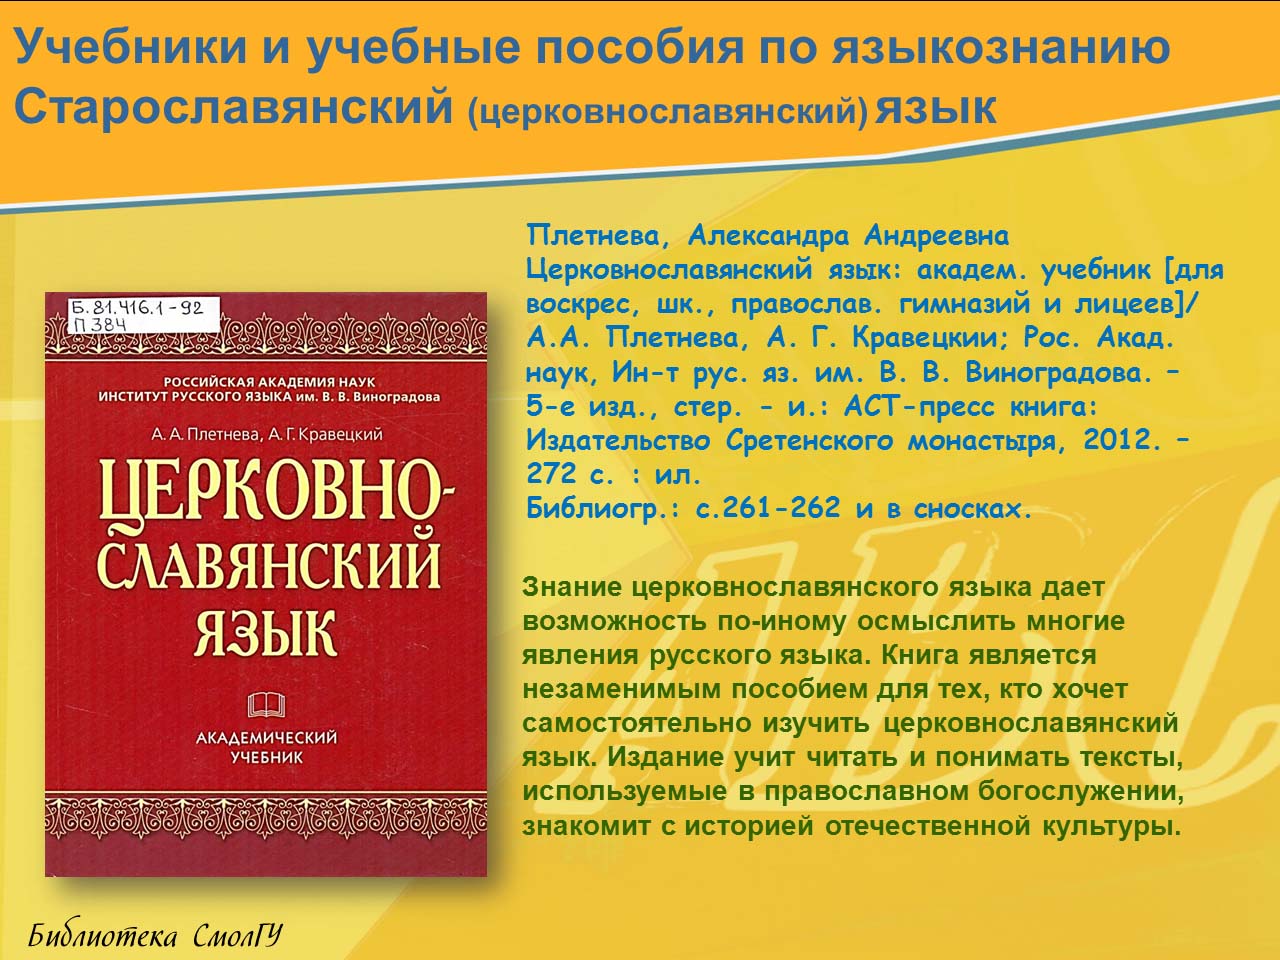 Учебники и учебные пособия по языкознанию
Старославянский (церковнославянский) язык
Б. 81.416.1-92
П 384
РОССИЙСКАЯ АКАДЕМИЯ НАУК
ИНСТИТУТ РУССКОГО ЯЗЫКА им. В. В. Виноградова
А. А. Плетнева, А. Г. Кравецкий
ЦЕРКОВНО-
СЛАВЯНСКИЙ
ЯЗЫК
АКАДЕМИЧЕСКИЙ
УЧЕБНИК
Плетнева, Александра Андреевна
Церковнославянский язык: академ. учебник [для
воскрес, шк., православ. гимназий и лицеев]/
А.А. Плетнева, А. Г. Кравецкии; Рос. Акад.
наук, Ин-т рус. яз. им. В. В. Виноградова. –
5-е изд., стер. - и.: АСТ-пресс книга:
Издательство Сретенского монастыря, 2012. –
272 с. : ил.
Библиогр.: с.261-262 и в сносках.
Знание церковнославянского языка дает
возможность по-иному осмыслить многие
явления русского языка. Книга является
незаменимым пособием для тех, кто хочет
самостоятельно изучить церковнославянский
язык. Издание учит читать и понимать тексты,
используемые в православном богослужении,
знакомит с историей отечественной культуры.
ABC
Библиотека СмолГУ